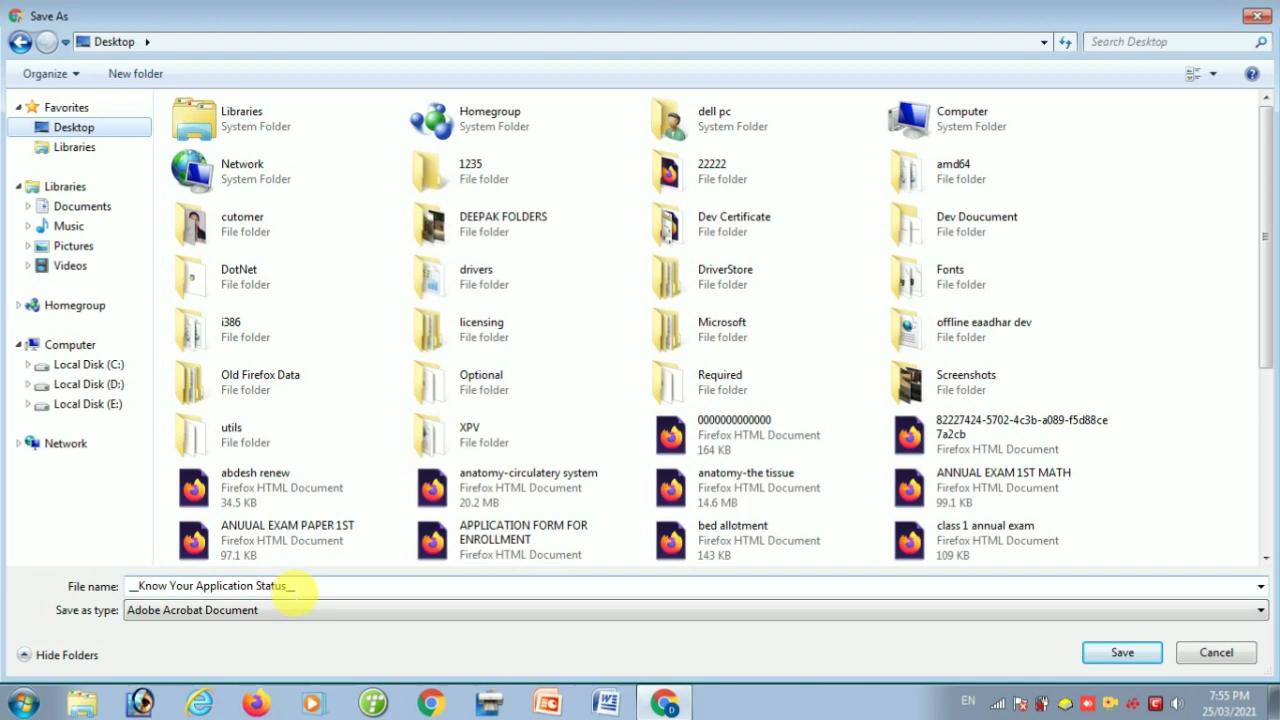 Save As
Desktop
Search Desktop
Organize
New folder
Favorites
Desktop
Libraries
Libraries
Documents
Music
Pictures
Videos
Homegroup
Computer
Local Disk (C:)
Local Disk (D:)
Local Disk (E:)
Network
Libraries
System Folder
Homegroup
System Folder
dell pc
System Folder
Computer
System Folder
Network
System Folder
1235
File folder
22222
File folder
amd64
File folder
cutomer
File folder
DEEPAK FOLDERS
File folder
Dev Certificate
File folder
Dev Doucument
File folder
DotNet
File folder
drivers
File folder
DriverStore
File folder
Fonts
File folder
i386
File folder
licensing
File folder
Microsoft
File folder
offline eaadhar dev
File folder
Old Firefox Data
File folder
Optional
File folder
Required
File folder
Screenshots
File folder
utils
File folder
XPV
File folder
0000000000000
Firefox HTML Document
164 KB
82227424-5702-4c3b-a089-f5d88ce
7a2cb
Firefox HTML Document
abdesh renew
Firefox HTML Document
34.5 KB
anatomy-circulatery system
Firefox HTML Document
20.2 MB
anatomy-the tissue
Firefox HTML Document
14.6 MB
ANNUAL EXAM 1ST MATH
Firefox HTML Document
99.1 KB
ANUUAL EXAM PAPER 1ST
Firefox HTML Document
97.1 KB
APPLICATION FORM FOR
ENROLLMENT
Firefox HTML Document
bed allotment
Firefox HTML Document
143 KB
class 1 annual exam
Firefox HTML Document
109 KB
File name: __Know Your Application Status__
Save as type: Adobe Acrobat Document
Hide Folders
Save
Cancel
EN
7:55 PM
25/03/2021